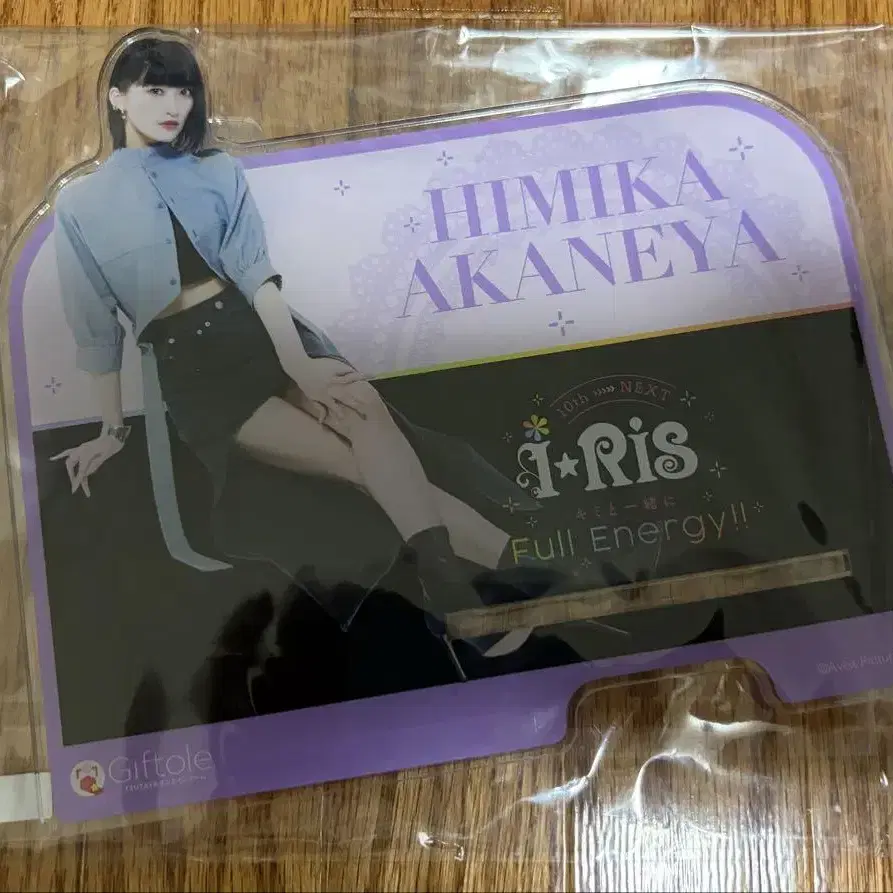 HIMIKA
AKANEYA
10th >>>> NEXT
i★Ris
キミと一緒に
Full Energy!!
Giftole